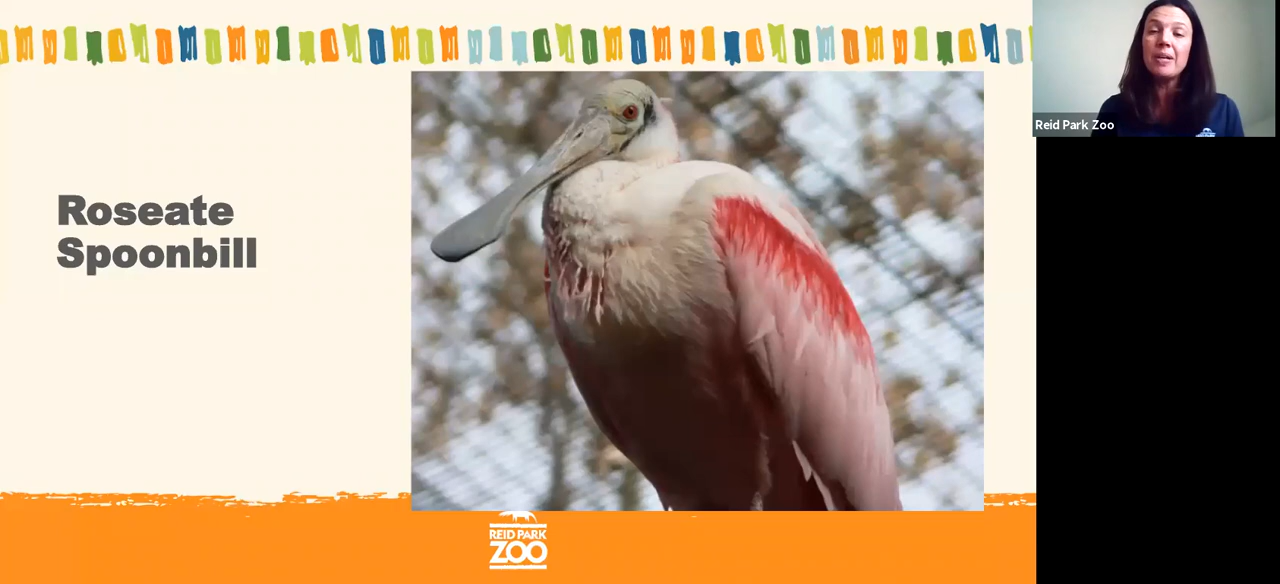 Roseate
Spoonbill
Reid Park Zoo
REID PARK
ZOO